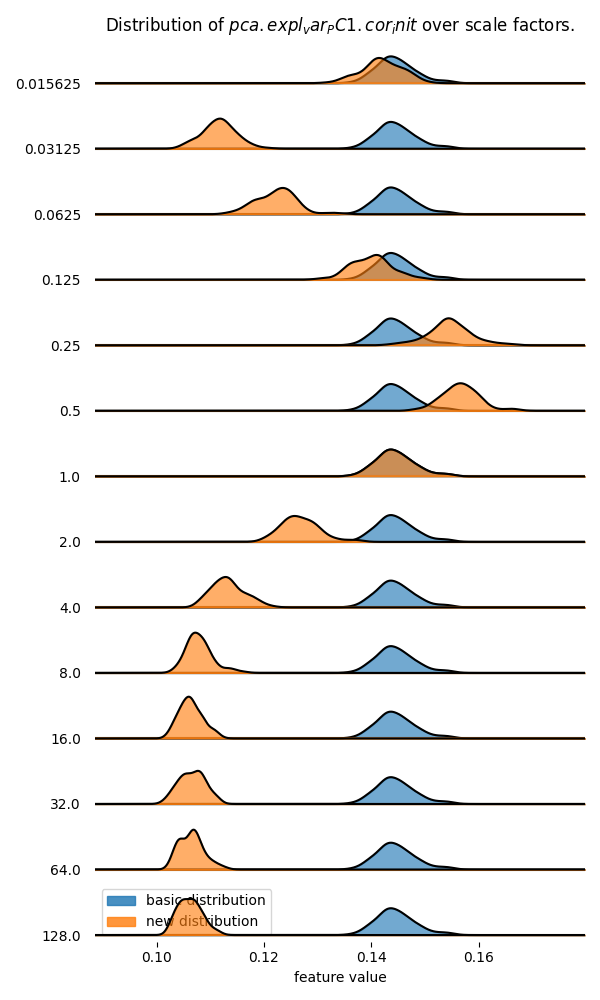 Distribution of pca.expl_var_PC1.cor_init over scale factors.
0.015625
0.03125
0.0625
0.125
0.25
0.5
1.0
2.0
4.0
8.0
16.0
32.0
64.0
basic distribution
new distribution
128.0
0.10 0.12 0.14 0.16
feature value